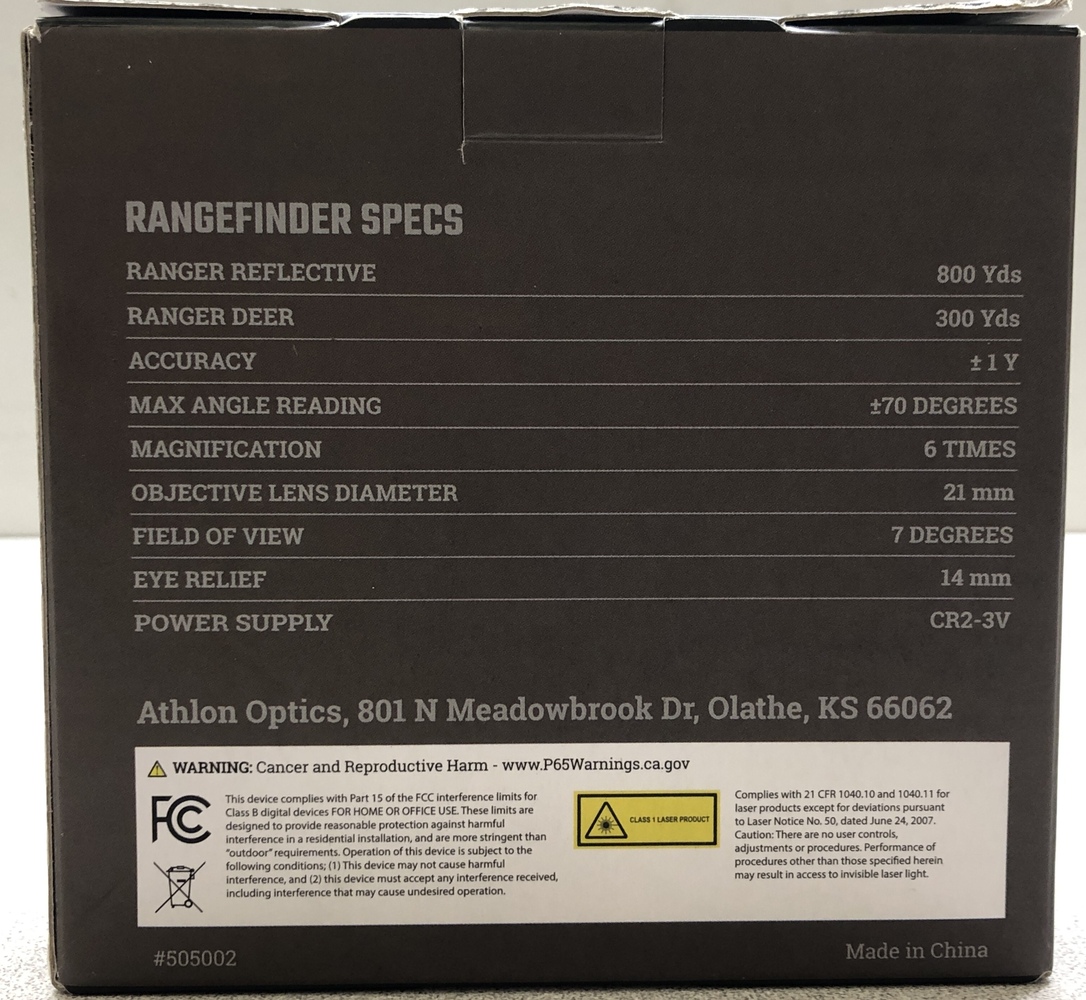 RANGEFINDER SPECS
RANGER REFLECTIVE 800 Yds
RANGER DEER 300 Yds
ACCURACY ±1 Y
MAX ANGLE READING ±70 DEGREES
MAGNIFICATION 6 TIMES
OBJECTIVE LENS DIAMETER 21 mm
FIELD OF VIEW 7 DEGREES
EYE RELIEF 14 mm
POWER SUPPLY CR2-3V
Athlon Optics, 801 N Meadowbrook Dr, Olathe, KS 66062
WARNING: Cancer and Reproductive Harm - www.P65Warnings.ca.gov
FC
This device complies with Part 15 of the FCC interference limits for
Class B digital devices FOR HOME OR OFFICE USE. These limits are
designed to provide reasonable protection against harmful
interference in a residential installation, and are more stringent than
"outdoor" requirements. Operation of this device is subject to the
following conditions; (1) This device may not cause harmful
interference, and (2) this device must accept any interference received,
including interference that may cause undesired operation.
CLASS 1 LASER PRODUCT
Complies with 21 CFR 1040.10 and 1040.11 for
laser products except for deviations pursuant
to Laser Notice No. 50, dated June 24, 2007.
Caution: There are no user controls,
adjustments or procedures. Performance of
procedures other than those specified herein
may result in access to invisible laser light.
#505002 Made in China